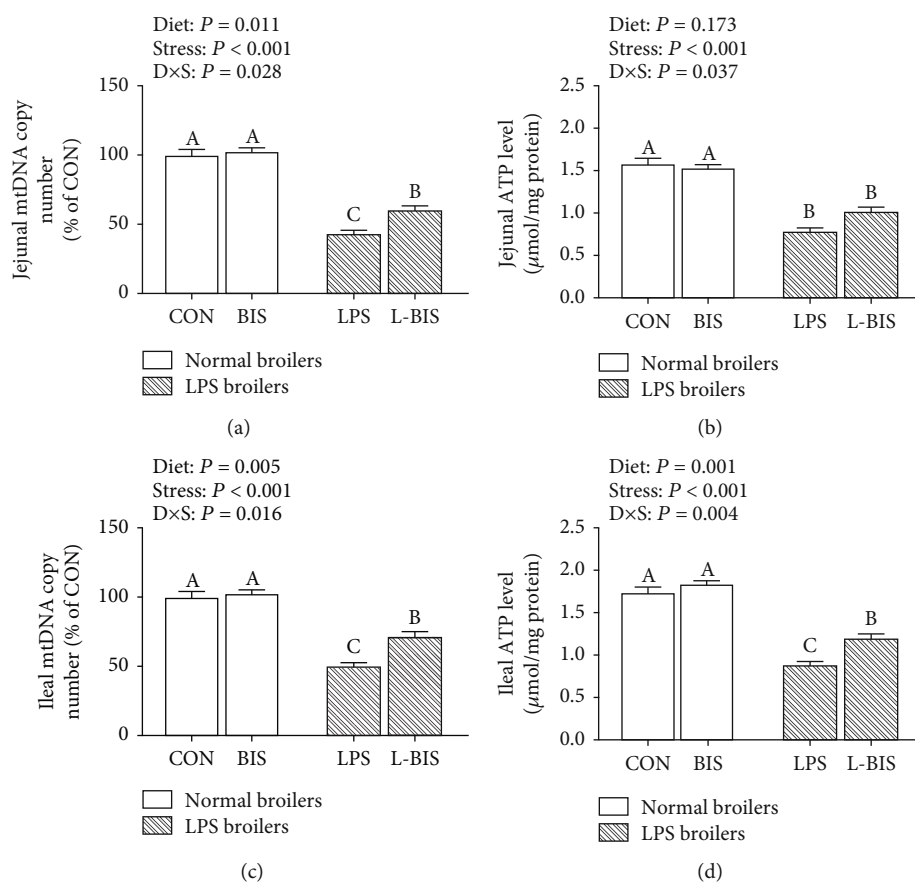 Diet: P = 0.011
Stress: P < 0.001
D×S: P = 0.028
Jejunal mtDNA copy
number
(% of CON)
150
100
50
0
A
A
C
B
CON
BIS
LPS
L-BIS
Normal broilers
LPS broilers
(a)
Diet: P = 0.173
Stress: P < 0.001
D×S: P = 0.037
Jejunal ATP level
(μmol/mg protein)
2.5
2.0
1.5
1.0
0.5
0.0
A
A
B
B
CON
BIS
LPS
L-BIS
Normal broilers
LPS broilers
(b)
Diet: P = 0.005
Stress: P < 0.001
D×S: P = 0.016
Ileal mtDNA copy
number (% of CON)
150
100
50
0
A
A
C
B
CON
BIS
LPS
L-BIS
Normal broilers
LPS broilers
(c)
Diet: P = 0.001
Stress: P < 0.001
D×S: P = 0.004
Ileal ATP level
(μmol/mg protein)
2.5
2.0
1.5
1.0
0.5
0.0
A
A
C
B
CON
BIS
LPS
L-BIS
Normal broilers
LPS broilers
(d)